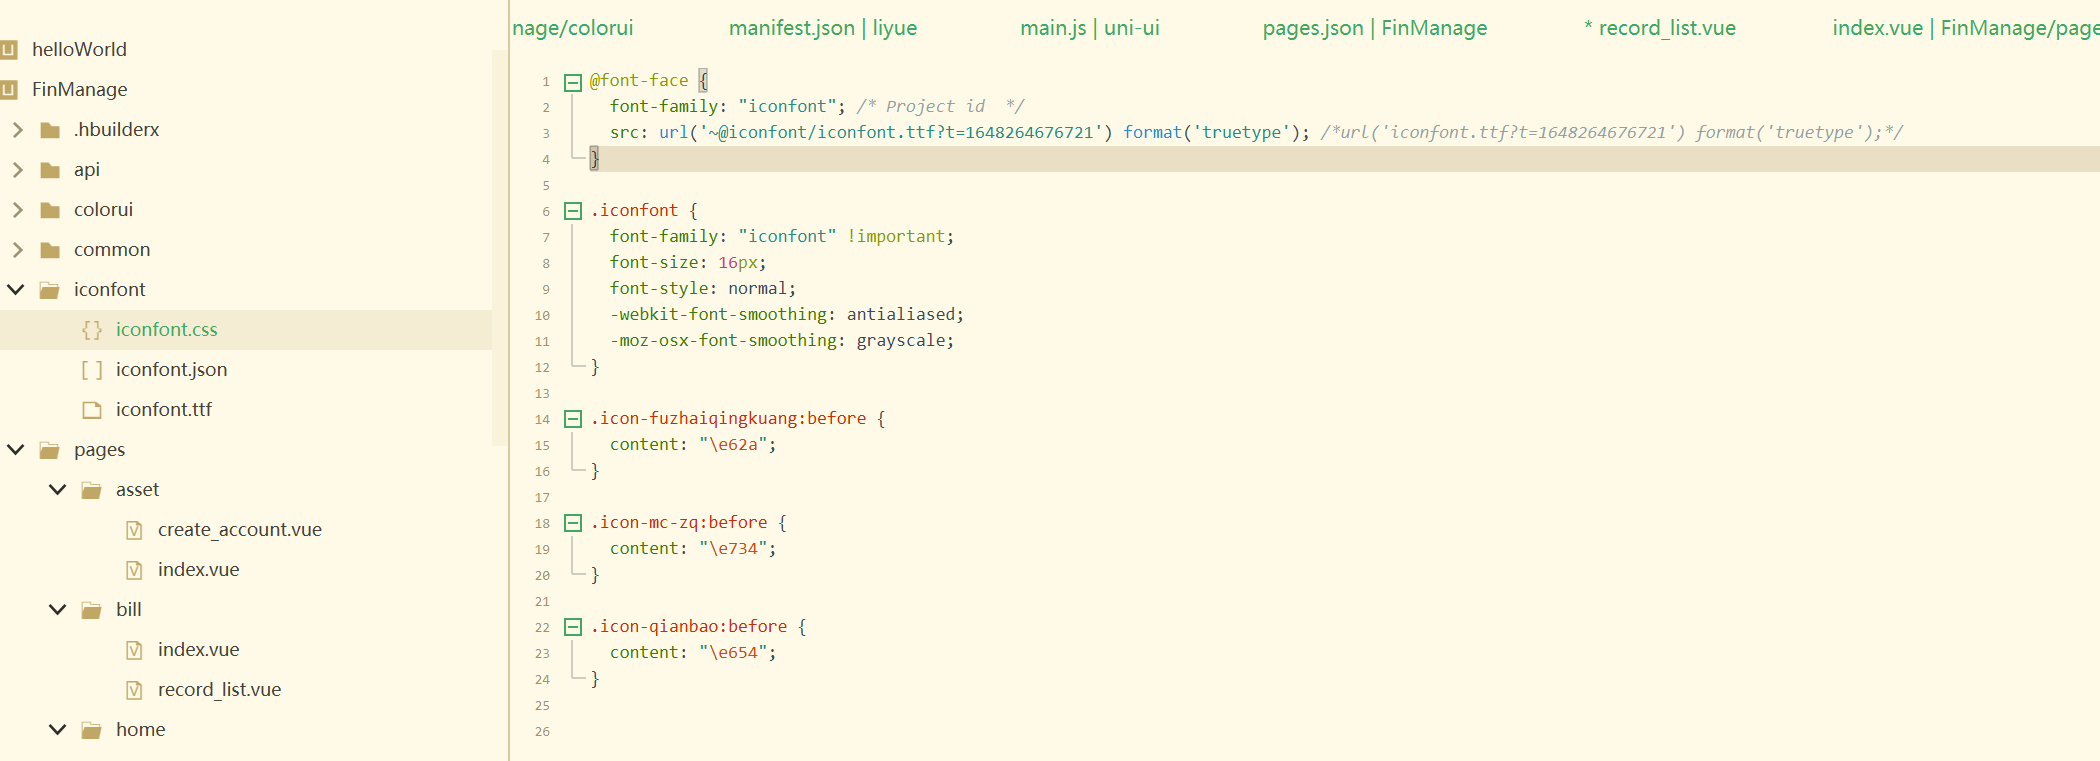 helloWorld
FinManage
.hbuilderx
api
colorui
common
iconfont
iconfont.css
iconfont.json
iconfont.ttf
pages
asset
create_account.vue
index.vue
bill
index.vue
record_list.vue
home
nage/colorui manifest.json | liyue main.js | uni-ui pages.json | FinManage * record_list.vue index.vue | FinManage/page
1 @font-face {
2 font-family: "iconfont"; /* Project id */
3 src: url('~@iconfont/iconfont.ttf?t=1648264676721') format('truetype'); /*url('iconfont.ttf?t=1648264676721') format('truetype');*/
4 }
5
6 .iconfont {
7 font-family: "iconfont" !important;
8 font-size: 16px;
9 font-style: normal;
10 -webkit-font-smoothing: antialiased;
11 -moz-osx-font-smoothing: grayscale;
12 }
13
14 .icon-fuzhaiqingkuang:before {
15 content: "\e62a";
16 }
17
18 .icon-mc-zq:before {
19 content: "\e734";
20 }
21
22 .icon-qianbao:before {
23 content: "\e654";
24 }
25
26